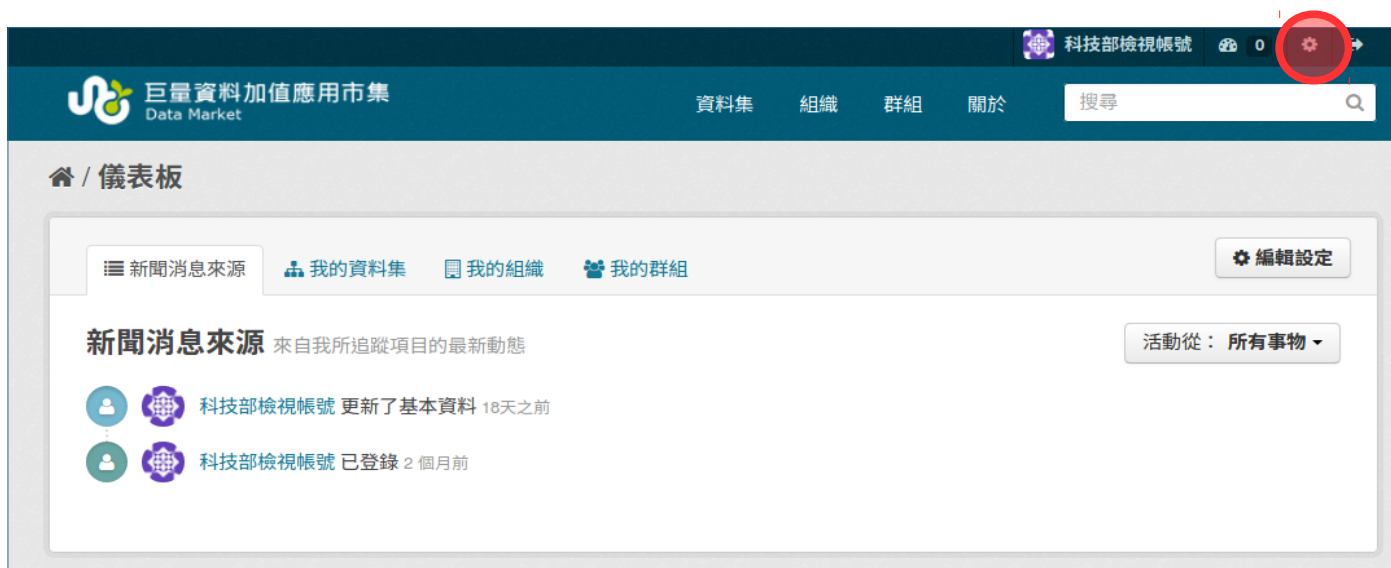 科技部檢視帳號 0
巨量資料加值應用市集
Data Market
資料集 組織 群組 關於 搜尋
/ 儀表板
新聞消息來源 我的資料集 我的組織 我的群組 編輯設定
新聞消息來源 來自我所追蹤項目的最新動態 活動從： 所有事物
科技部檢視帳號 更新了基本資料 18天之前
科技部檢視帳號 已登錄 2 個月前